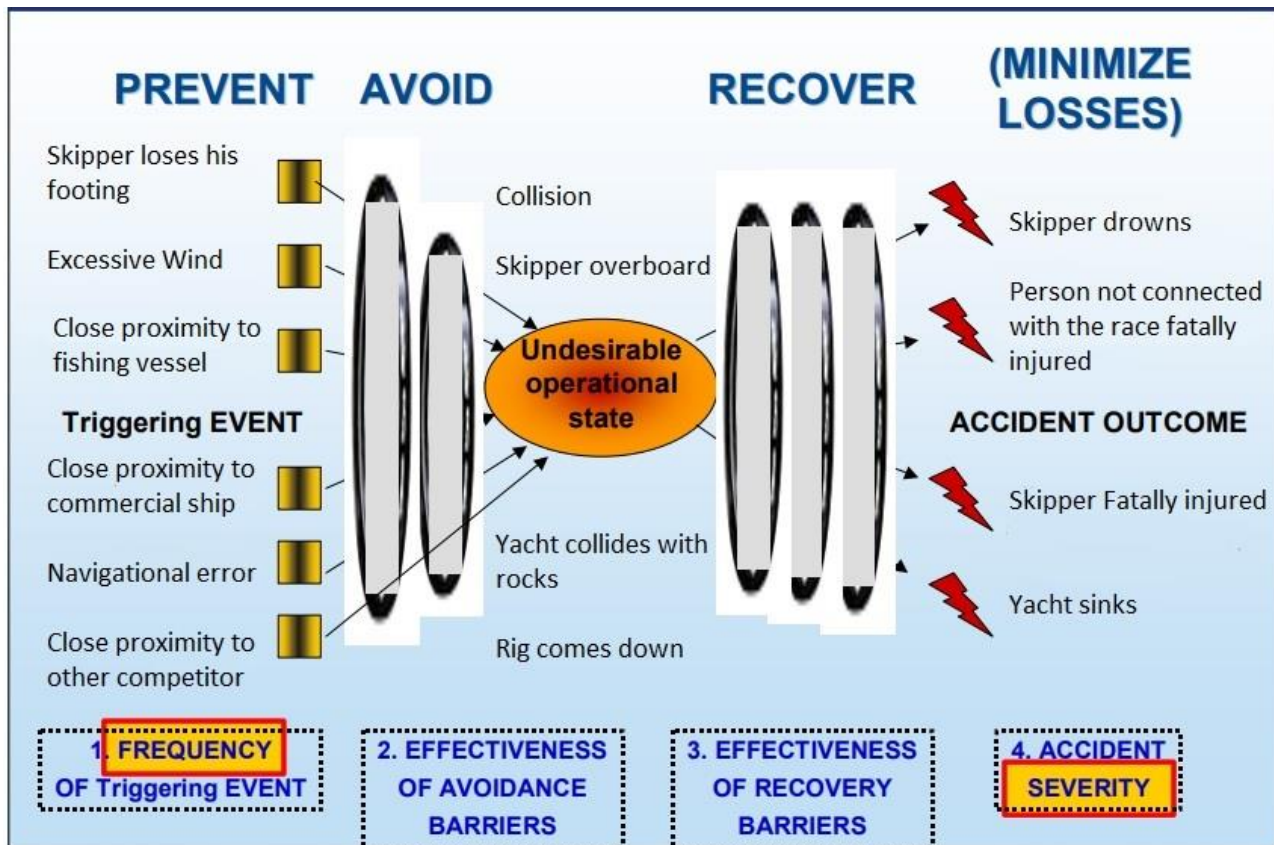 PREVENT
AVOID
RECOVER
(MINIMIZE
LOSSES)
Skipper loses his
footing
Excessive Wind
Close proximity to
fishing vessel
Triggering EVENT
Close proximity to
commercial ship
Navigational error
Close proximity to
other competitor
Collision
Skipper overboard
Undesirable
operational
state
Yacht collides with
rocks
Rig comes down
Skipper drowns
Person not connected
with the race fatally
injured
ACCIDENT OUTCOME
Skipper Fatally injured
Yacht sinks
1. FREQUENCY
OF Triggering EVENT
2. EFFECTIVENESS
OF AVOIDANCE
BARRIERS
3. EFFECTIVENESS
OF RECOVERY
BARRIERS
4. ACCIDENT
SEVERITY